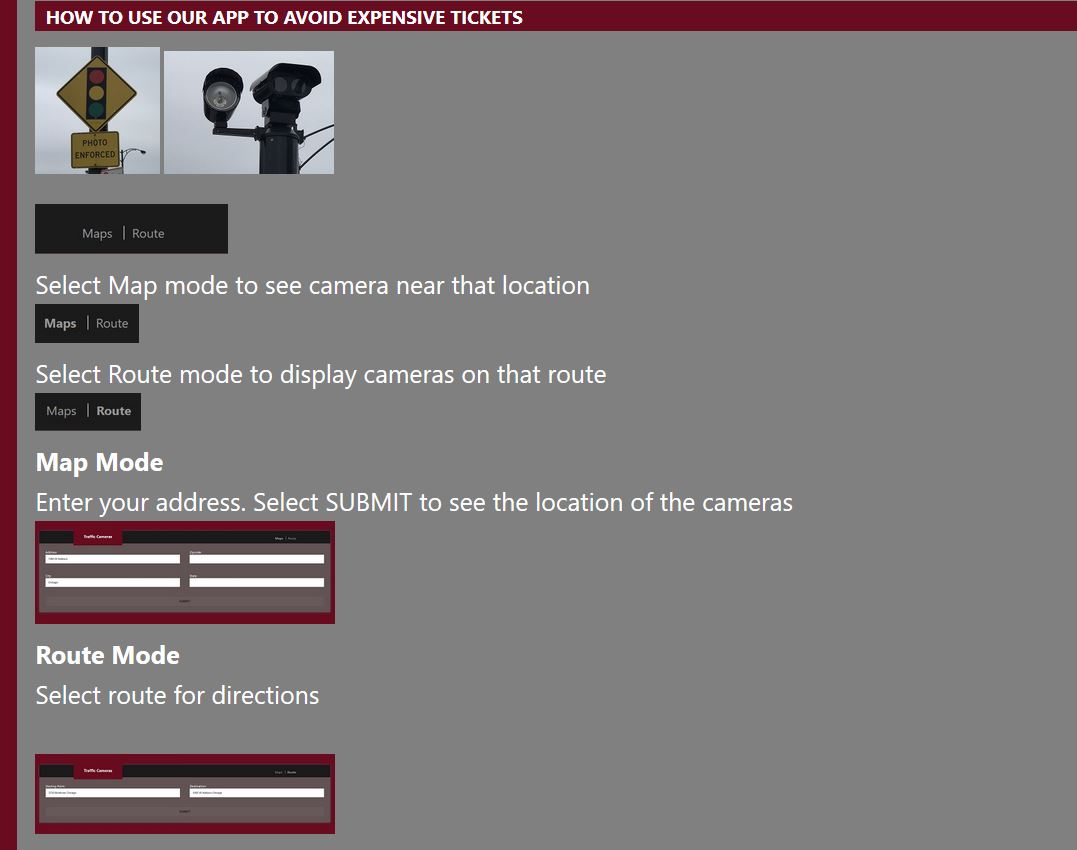 HOW TO USE OUR APP TO AVOID EXPENSIVE TICKETS
PHOTO
ENFORCED
Maps | Route
Select Map mode to see camera near that location
Maps | Route
Select Route mode to display cameras on that route
Maps | Route
Map Mode
Enter your address. Select SUBMIT to see the location of the cameras
Traffic Cameras
Maps | Route
Address
Zipcode
City
State
Chicago
SUBMIT
Route Mode
Select route for directions
Traffic Cameras
Maps | Route
Starting Point
Destination
SUBMIT